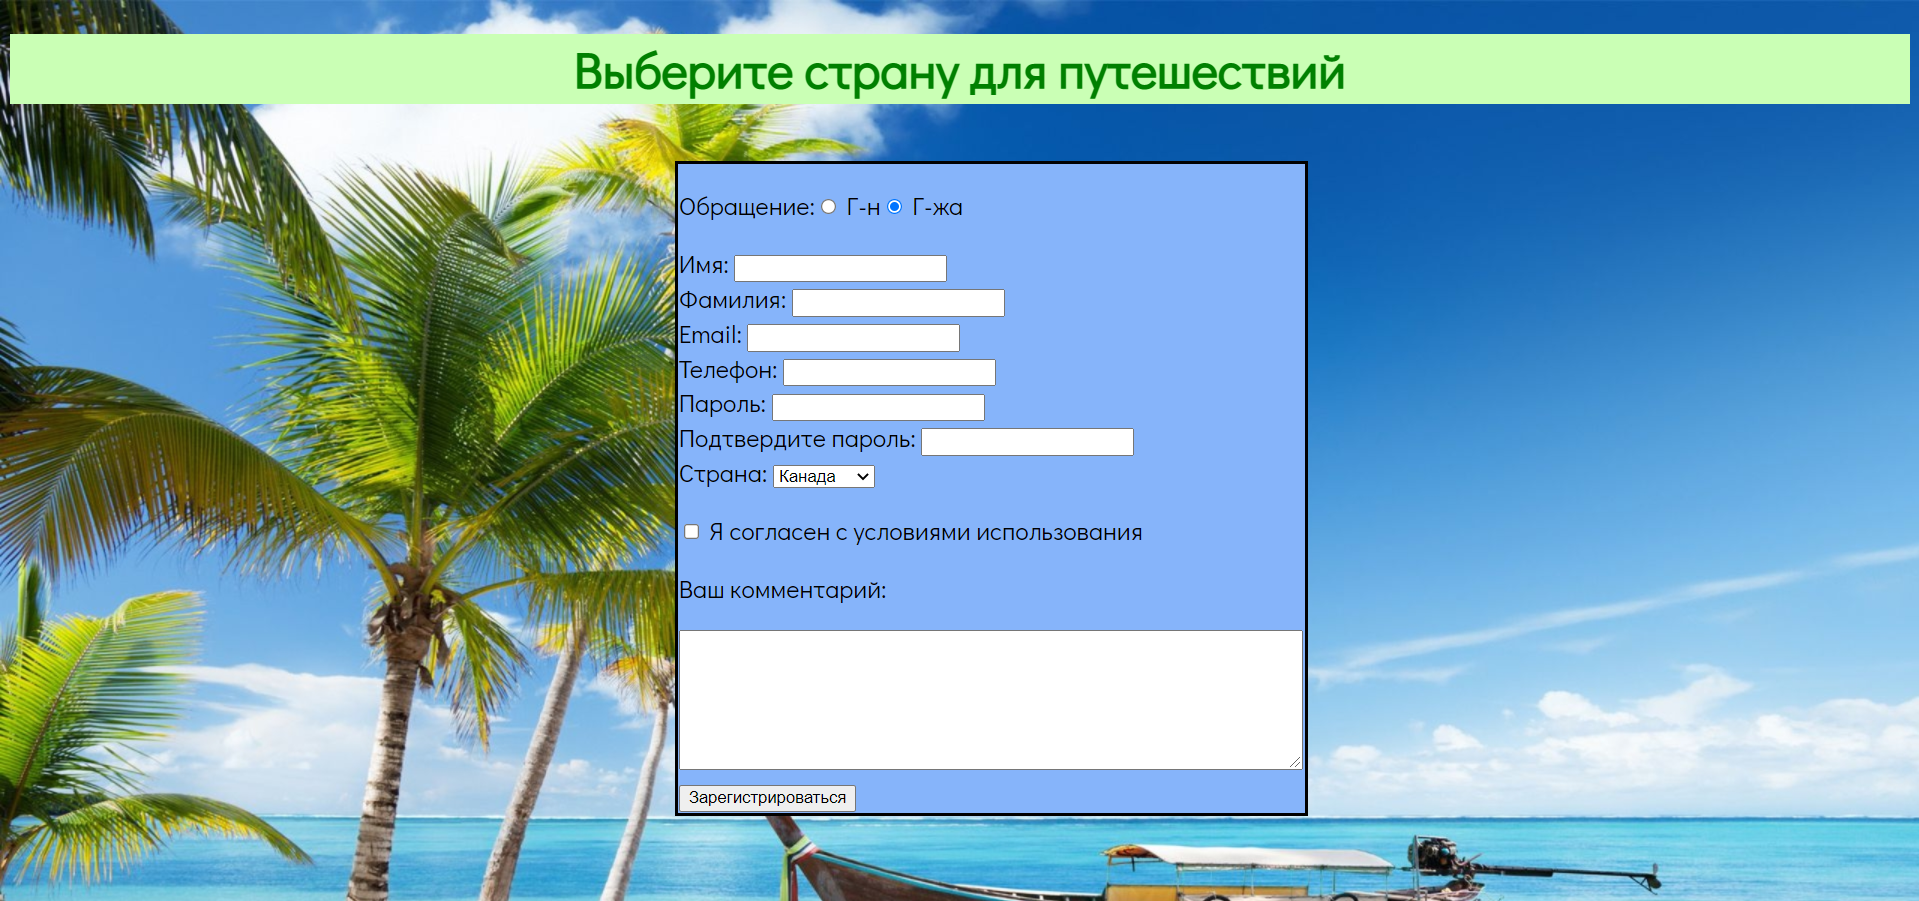 Выберите страну для путешествий
Обращение: Г-н Г-жа
Имя:
Фамилия:
Email:
Телефон:
Пароль:
Подтвердите пароль:
Страна: Канада
Я согласен с условиями использования
Ваш комментарий:
Зарегистрироваться